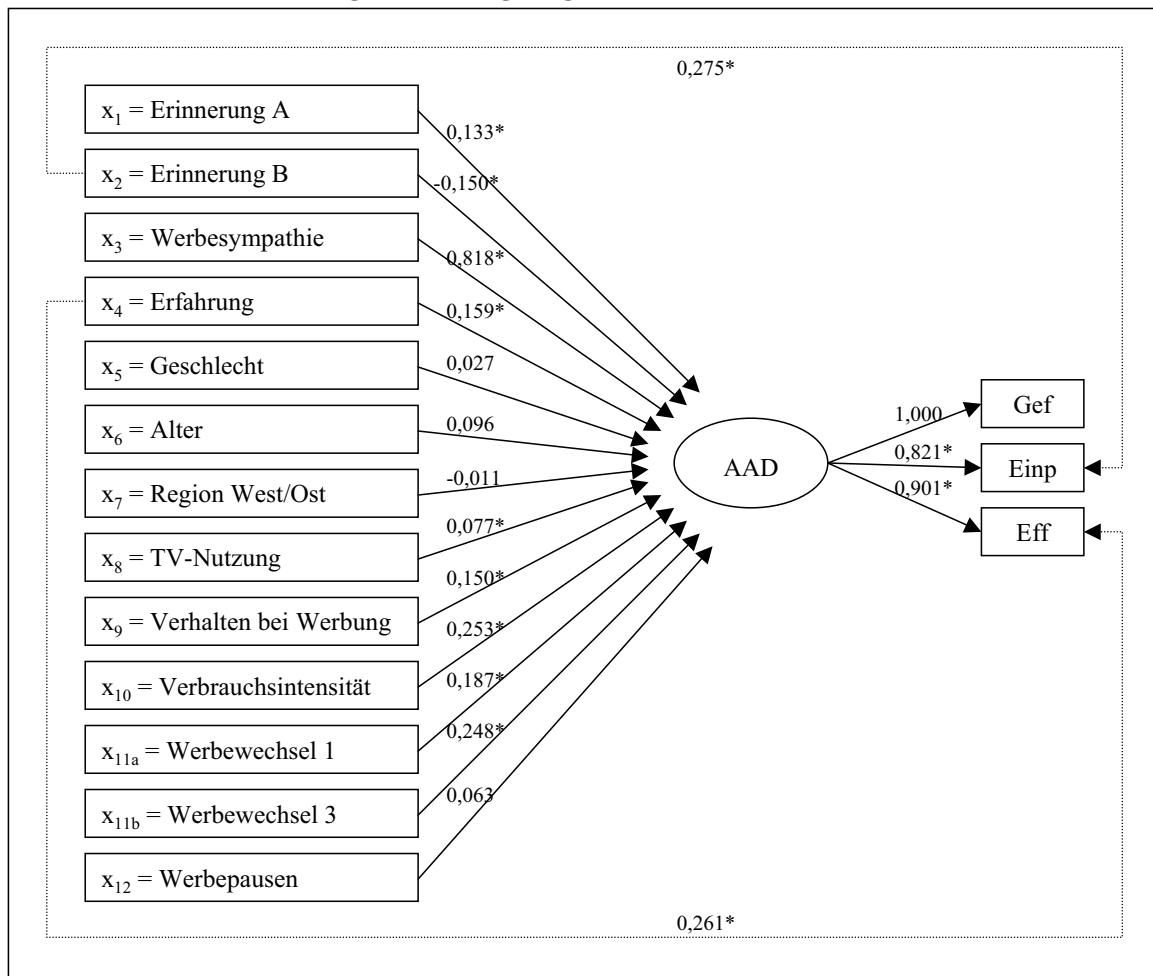 0,275*
x1 = Erinnerung A
0,133*
x2 = Erinnerung B
-0,150*
x3 = Werbesympathie
0,818*
x4 = Erfahrung
0,159*
x5 = Geschlecht
0,027
x6 = Alter
0,096
x7 = Region West/Ost
-0,011
x8 = TV-Nutzung
0,077*
x9 = Verhalten bei Werbung
0,150*
x10 = Verbrauchsintensität
0,253*
x11a = Werbewechsel 1
0,187*
x11b = Werbewechsel 3
0,248*
x12 = Werbepausen
0,063
AAD
1,000
Gef
0,821*
Einp
0,901*
Eff
0,261*